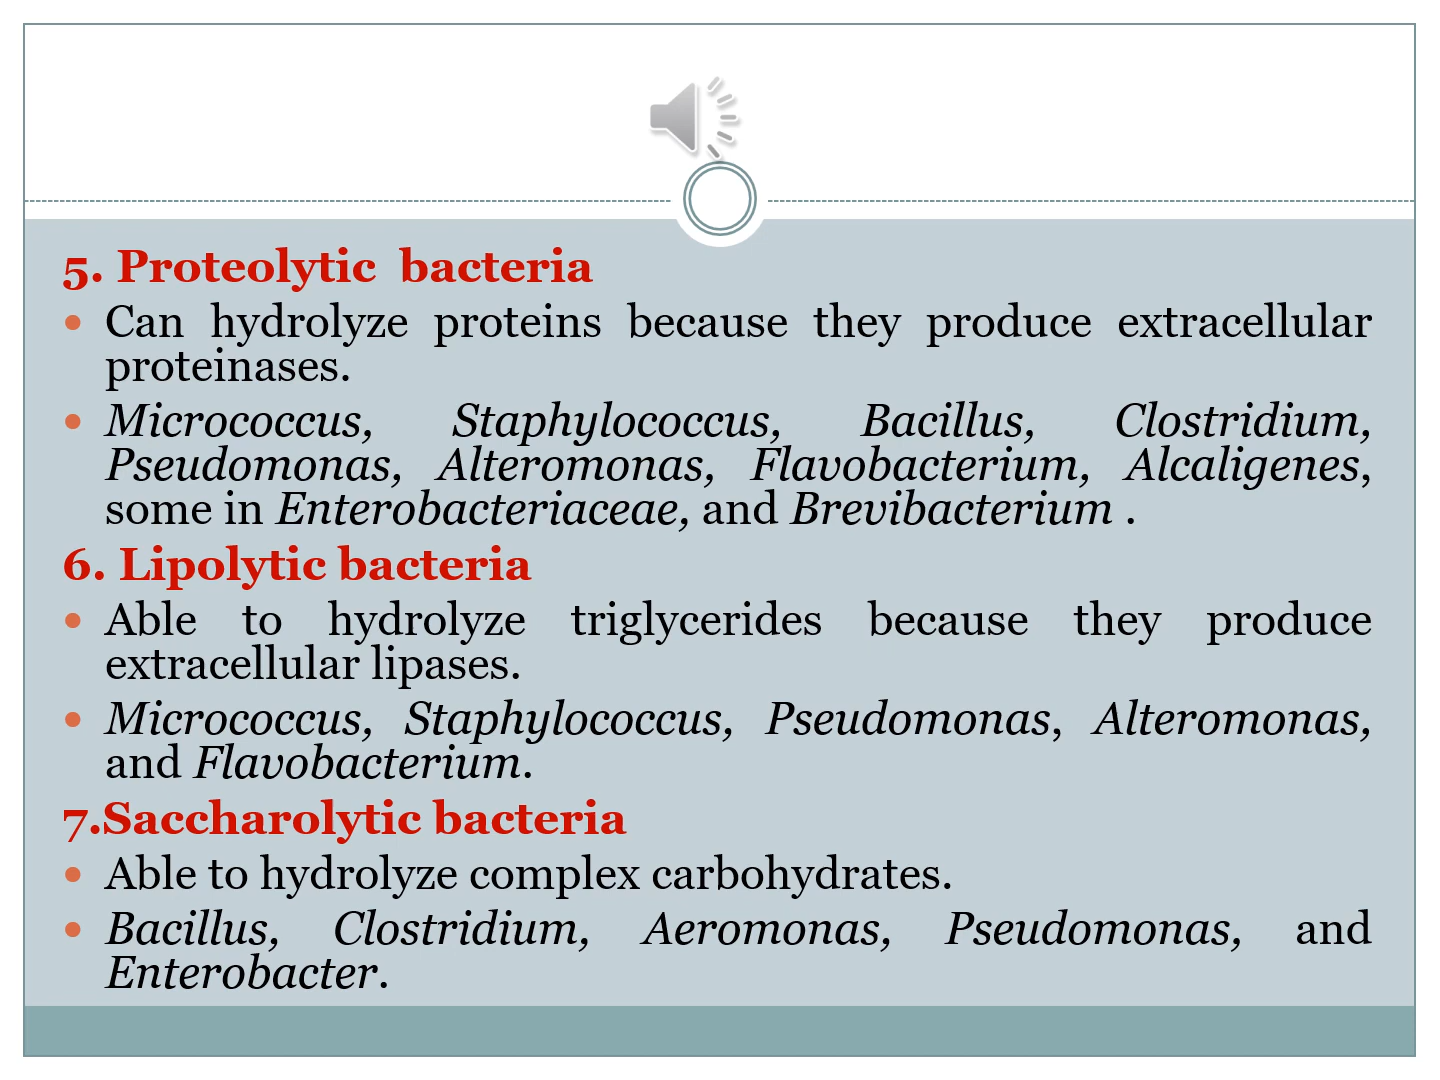 5. Proteolytic bacteria
• Can hydrolyze proteins because they produce extracellular
proteinases.
• Micrococcus, Staphylococcus, Bacillus, Clostridium,
Pseudomonas, Alteromonas, Flavobacterium, Alcaligenes,
some in Enterobacteriaceae, and Brevibacterium .
6. Lipolytic bacteria
• Able to hydrolyze triglycerides because they produce
extracellular lipases.
• Micrococcus, Staphylococcus, Pseudomonas, Alteromonas,
and Flavobacterium.
7.Saccharolytic bacteria
• Able to hydrolyze complex carbohydrates.
• Bacillus, Clostridium, Aeromonas, Pseudomonas, and
Enterobacter.